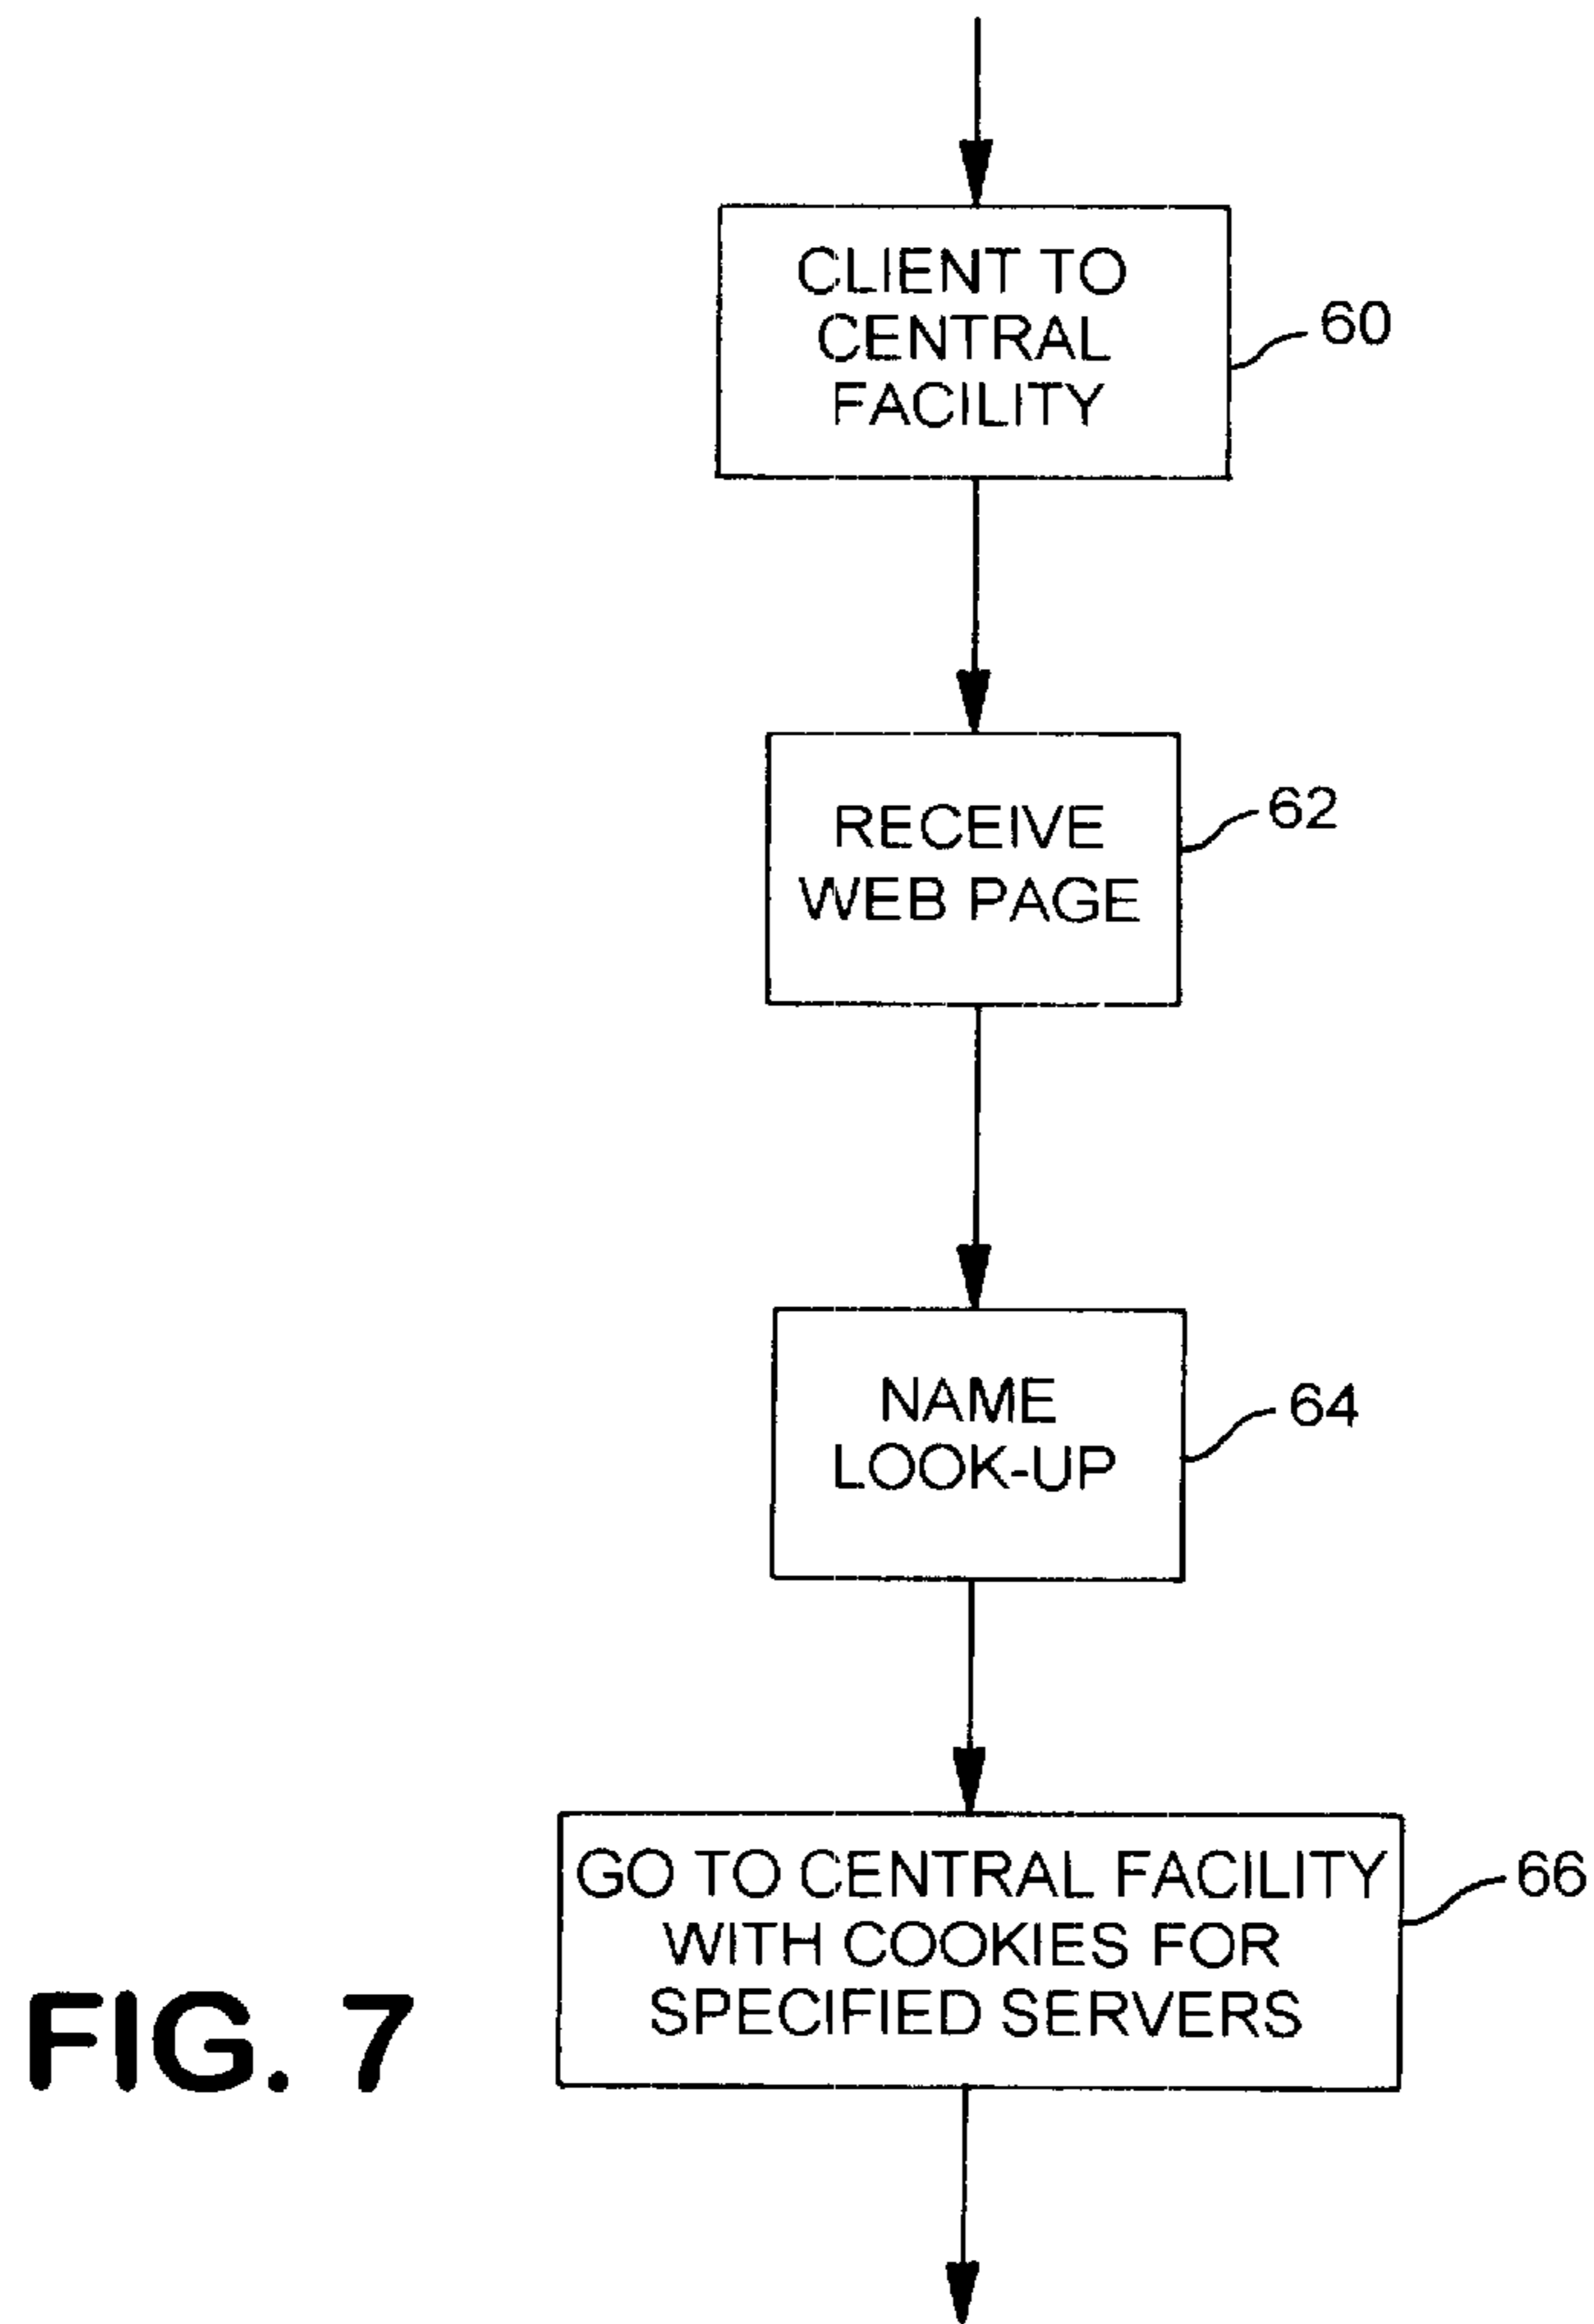 CLIENT TO
CENTRAL
FACILITY
60
RECEIVE
WEB PAGE
62
NAME
LOOK-UP
64
GO TO CENTRAL FACILITY
WITH COOKIES FOR
SPECIFIED SERVERS
66
FIG. 7